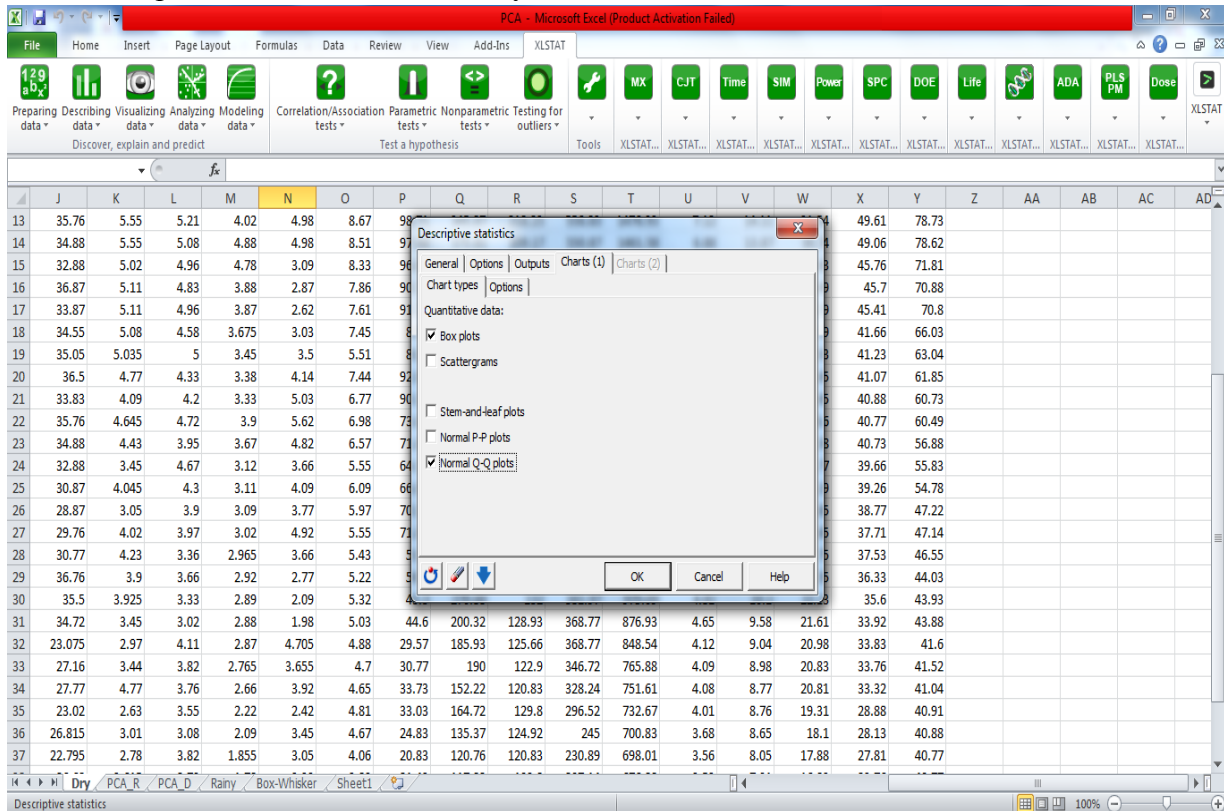 PCA - Microsoft Excel (Product Activation Failed)
File Home Insert Page Layout Formulas Data Review View Add-Ins XLSTAT
MX CJT Time SIM Power SPC DOE Life ADA PLS PM Dose
Preparing data Describing data Visualizing data Analyzing data Modeling data Correlation/Association tests Parametric tests Nonparametric tests Testing for outliers XLSTAT
Discover, explain and predict Test a hypothesis Tools XLSTAT... XLSTAT... XLSTAT... XLSTAT... XLSTAT... XLSTAT... XLSTAT... XLSTAT... XLSTAT... XLSTAT... XLSTAT... XLSTAT...
fx
J K L M N O P Q R S T U V W X Y Z AA AB AC AD
13 35.76 5.55 5.21 4.02 4.98 8.67 49.61 78.73
14 34.88 5.55 5.08 4.88 4.98 8.51 49.06 78.62
15 32.88 5.02 4.96 4.78 3.09 8.33 45.76 71.81
16 36.87 5.11 4.83 3.88 2.87 7.86 45.7 70.88
17 33.87 5.11 4.96 3.87 2.62 7.61 45.41 70.8
18 34.55 5.08 4.58 3.675 3.03 7.45 41.66 66.03
19 35.05 5.035 5 3.45 3.5 5.51 41.23 63.04
20 36.5 4.77 4.33 3.38 4.14 7.44 41.07 61.85
21 33.83 4.09 4.2 3.33 5.03 6.77 40.88 60.73
22 35.76 4.645 4.72 3.9 5.62 6.98 40.77 60.49
23 34.88 4.43 3.95 3.67 4.82 6.57 40.73 56.88
24 32.88 3.45 4.67 3.12 3.66 5.55 39.66 55.83
25 30.87 4.045 4.3 3.11 4.09 6.09 39.26 54.78
26 28.87 3.05 3.9 3.09 3.77 5.97 38.77 47.22
27 29.76 4.02 3.97 3.02 4.92 5.55 37.71 47.14
28 30.77 4.23 3.36 2.965 3.66 5.43 37.53 46.55
29 36.76 3.9 3.66 2.92 2.77 5.22 36.33 44.03
30 35.5 3.925 3.33 2.89 2.09 5.32 35.6 43.93
31 34.72 3.45 3.02 2.88 1.98 5.03 44.6 200.32 128.93 368.77 876.93 4.65 9.58 21.61 33.92 43.88
32 23.075 2.97 4.11 2.87 4.705 4.88 29.57 185.93 125.66 368.77 848.54 4.12 9.04 20.98 33.83 41.6
33 27.16 3.44 3.82 2.765 3.655 4.7 30.77 190 122.9 346.72 765.88 4.09 8.98 20.83 33.76 41.52
34 27.77 4.77 3.76 2.66 3.92 4.65 33.73 152.22 120.83 328.24 751.61 4.08 8.77 20.81 33.32 41.04
35 23.02 2.63 3.55 2.22 2.42 4.81 33.03 164.72 129.8 296.52 732.67 4.01 8.76 19.31 28.88 40.91
36 26.815 3.01 3.08 2.09 3.45 4.67 24.83 135.37 124.92 245 700.83 3.68 8.65 18.1 28.13 40.88
37 22.795 2.78 3.82 1.855 3.05 4.06 20.83 120.76 120.83 230.89 698.01 3.56 8.05 17.88 27.81 40.77
Descriptive statistics
General Options Outputs Charts (1) Charts (2)
Chart types Options
Quantitative data:
Box plots
Scattergrams
Stem-and-leaf plots
Normal P-P plots
Normal Q-Q plots
OK Cancel Help
Dry PCA_R PCA_D Rainy Box-Whisker Sheet1
Descriptive statistics 100%